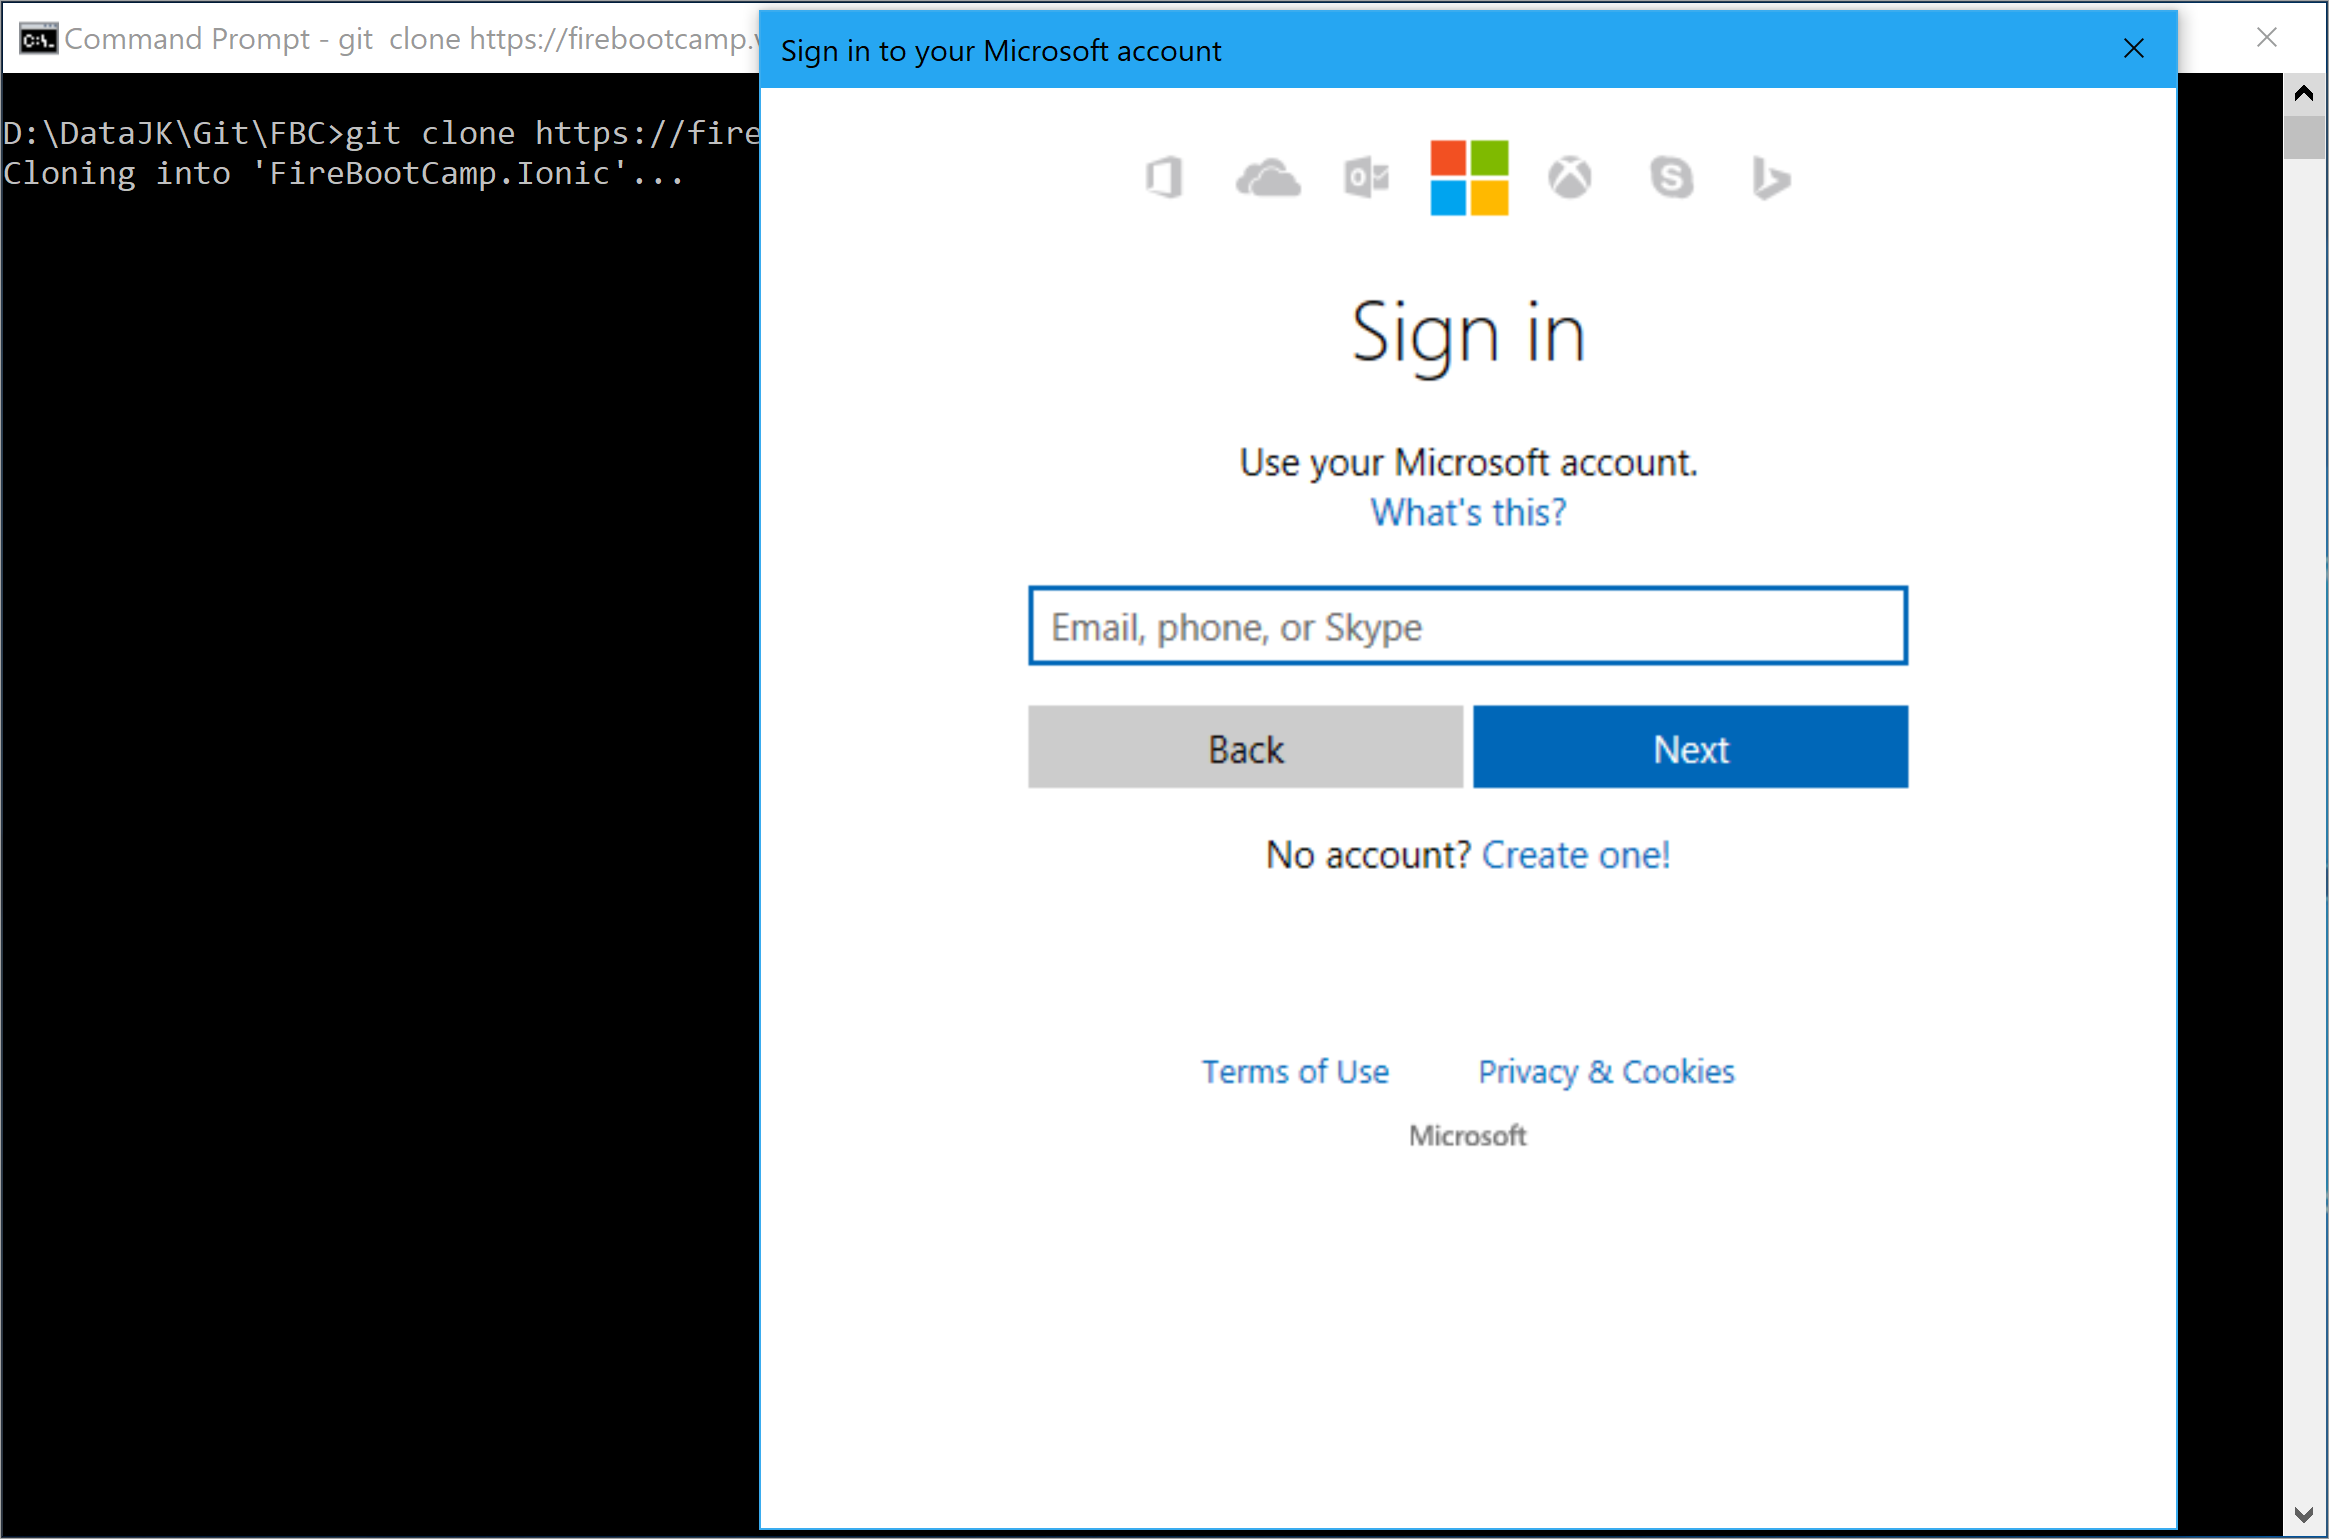 Command Prompt - git  clone https://firebootcamp.
Sign in to your Microsoft account
D:\DataJK\Git\FBC>git clone https://fire
Cloning into 'FireBootCamp.Ionic'...
Sign in
Use your Microsoft account.
What's this?
Email, phone, or Skype
Back
Next
No account? Create one!
Terms of Use
Privacy & Cookies
Microsoft